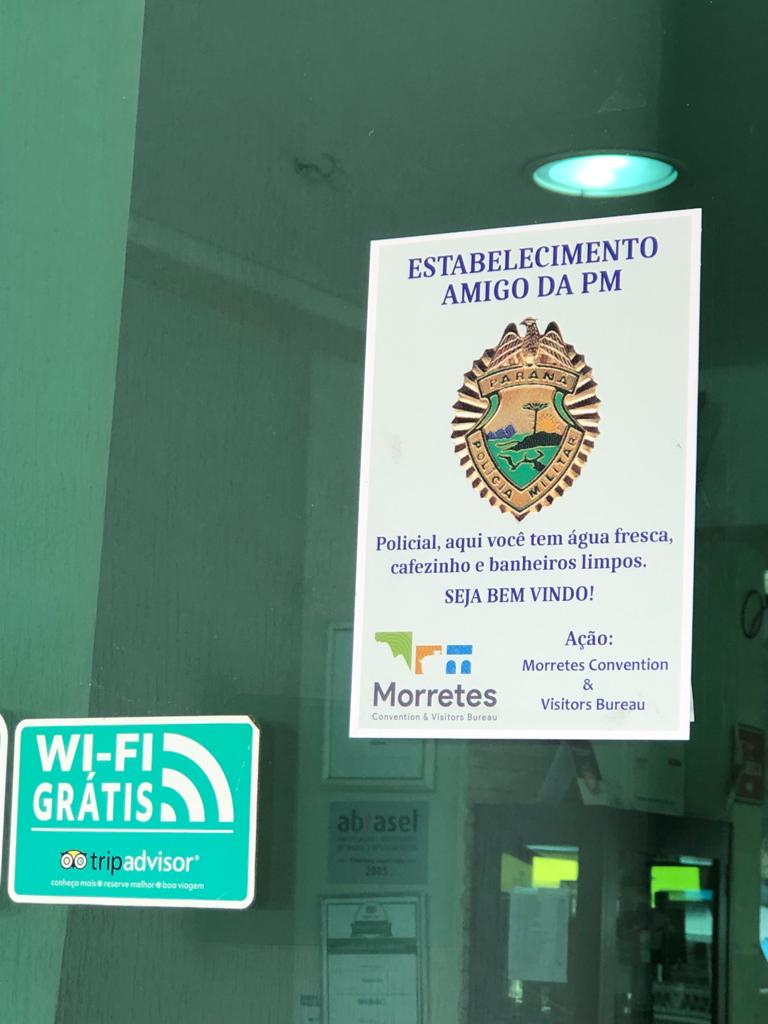 ESTABELECIMENTO
AMIGO DA PM
PARANÁ
POLÍCIA MILITAR
Policial, aqui você tem água fresca,
cafezinho e banheiros limpos.
SEJA BEM VINDO!
Morretes
Convention & Visitors Bureau
Ação:
Morretes Convention
&
Visitors Bureau
WI-FI
GRÁTIS
tripadvisor®
conheça mais reserve melhor boa viagem
abrasel
2005